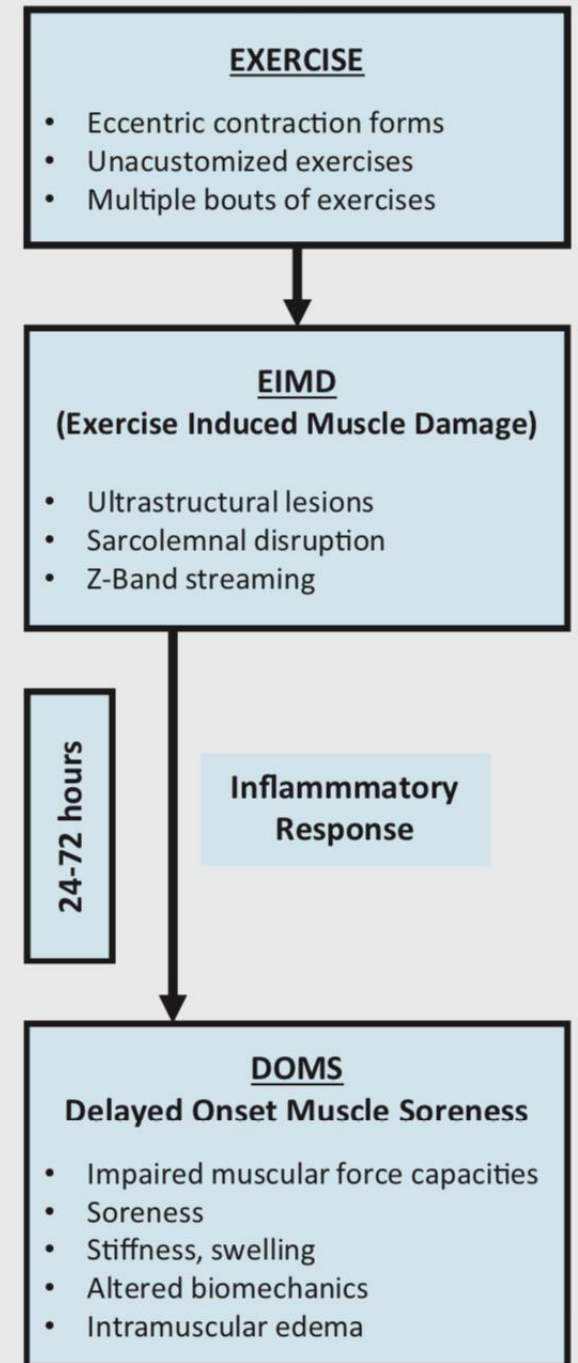 EXERCISE
• Eccentric contraction forms
• Unacustomized exercises
• Multiple bouts of exercises
EIMD
(Exercise Induced Muscle Damage)
• Ultrastructural lesions
• Sarcolemnal disruption
• Z-Band streaming
24-72 hours
Inflammmatory
Response
DOMS
Delayed Onset Muscle Soreness
• Impaired muscular force capacities
• Soreness
• Stiffness, swelling
• Altered biomechanics
• Intramuscular edema